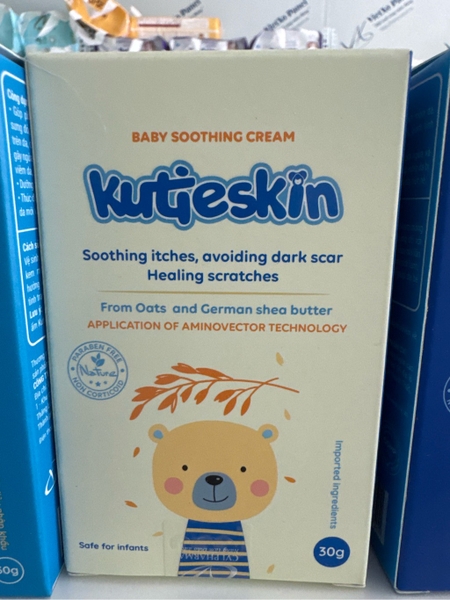 BABY SOOTHING CREAM
Kutieskin
Soothing itches, avoiding dark scar
Healing scratches
From Oats and German shea butter
APPLICATION OF AMINOVECTOR TECHNOLOGY
PARABEN FREE
Nature
NON CORTICOID
Imported ingredients
Safe for infants
30g